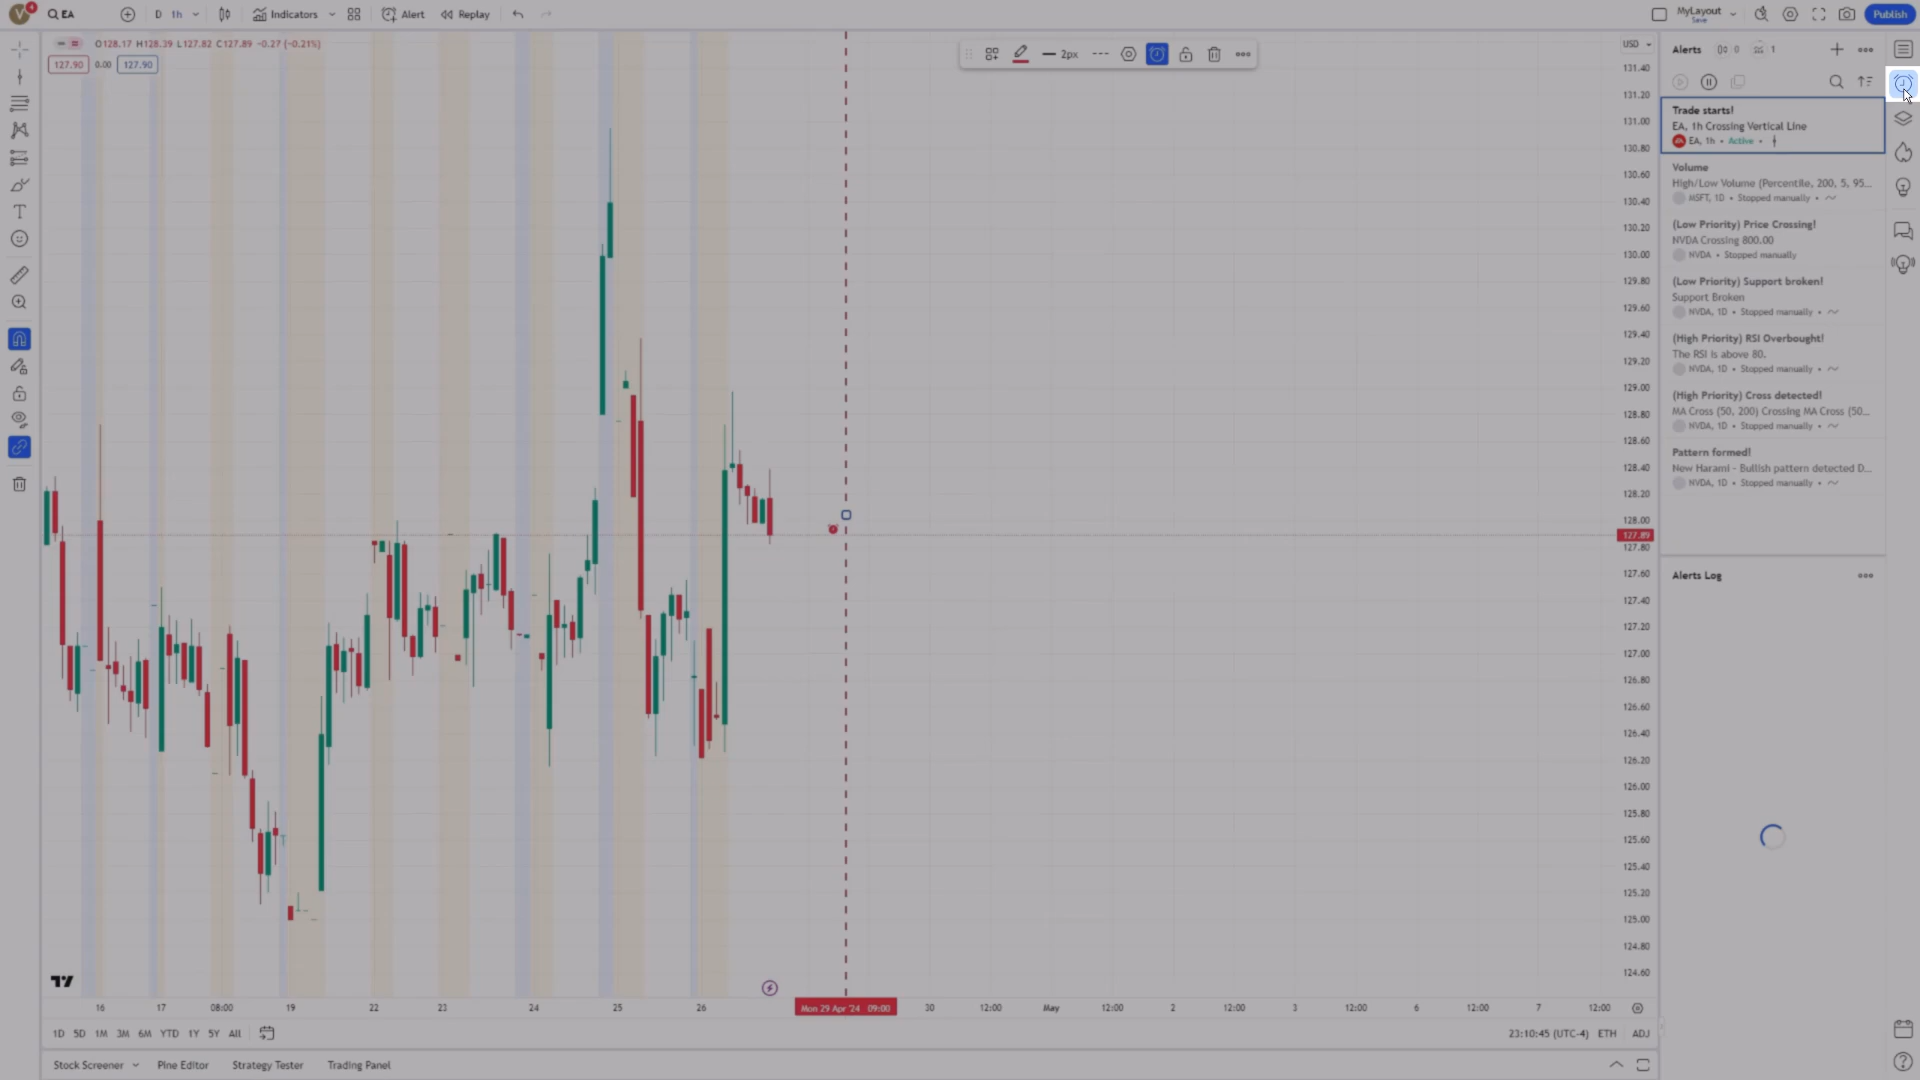 V 4 EA D 1h Indicators Alert Replay MyLayout Save Publish
O128.17 H128.39 L127.82 C127.89 −0.27 (−0.21%)
127.90 0.00 127.90
2px
USD
131.40
131.20
131.00
130.80
130.60
130.40
130.20
130.00
129.80
129.60
129.40
129.20
129.00
128.80
128.60
128.40
128.20
128.00
127.89
127.80
127.60
127.40
127.20
127.00
126.80
126.60
126.40
126.20
126.00
125.80
125.60
125.40
125.20
125.00
124.80
124.60
16 17 08:00 19 22 23 24 25 26 Mon 29 Apr '24 09:00 30 12:00 May 12:00 2 12:00 3 12:00 6 12:00 7 12:00
1D 5D 1M 3M 6M YTD 1Y 5Y All 23:10:45 (UTC-4) ETH ADJ
Stock Screener Pine Editor Strategy Tester Trading Panel
Alerts 0 1
Trade starts!
EA, 1h Crossing Vertical Line
EA, 1h • Active •
Volume
High/Low Volume (Percentile, 200, 5, 95...
MSFT, 1D • Stopped manually •
(Low Priority) Price Crossing!
NVDA Crossing 800.00
NVDA • Stopped manually
(Low Priority) Support broken!
Support Broken
NVDA, 1D • Stopped manually •
(High Priority) RSI Overbought!
The RSI is above 80.
NVDA, 1D • Stopped manually •
(High Priority) Cross detected!
MA Cross (50, 200) Crossing MA Cross (50...
NVDA, 1D • Stopped manually •
Pattern formed!
New Harami - Bullish pattern detected D...
NVDA, 1D • Stopped manually •
Alerts Log